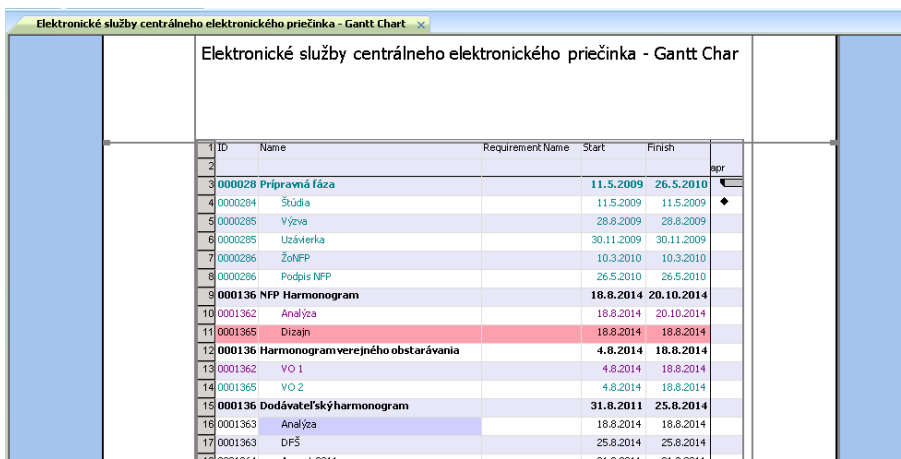 Elektronické služby centrálneho elektronického priečinka - Gantt Chart ×
Elektronické služby centrálneho elektronického priečinka - Gantt Char
1 ID Name Requirement Name Start Finish
2 apr
3 000028 Prípravná fáza 11.5.2009 26.5.2010
4 0000284 Štúdia 11.5.2009 11.5.2009
5 0000285 Výzva 28.8.2009 28.8.2009
6 0000285 Uzávierka 30.11.2009 30.11.2009
7 0000286 ŽoNFP 10.3.2010 10.3.2010
8 0000286 Podpis NFP 26.5.2010 26.5.2010
9 000136 NFP Harmonogram 18.8.2014 20.10.2014
10 0001362 Analýza 18.8.2014 20.10.2014
11 0001365 Dizajn 18.8.2014 18.8.2014
12 000136 Harmonogram verejného obstarávania 4.8.2014 18.8.2014
13 0001362 VO 1 4.8.2014 18.8.2014
14 0001365 VO 2 4.8.2014 18.8.2014
15 000136 Dodávateľský harmonogram 31.8.2011 25.8.2014
16 0001363 Analýza 18.8.2014 18.8.2014
17 0001363 DFŠ 25.8.2014 25.8.2014